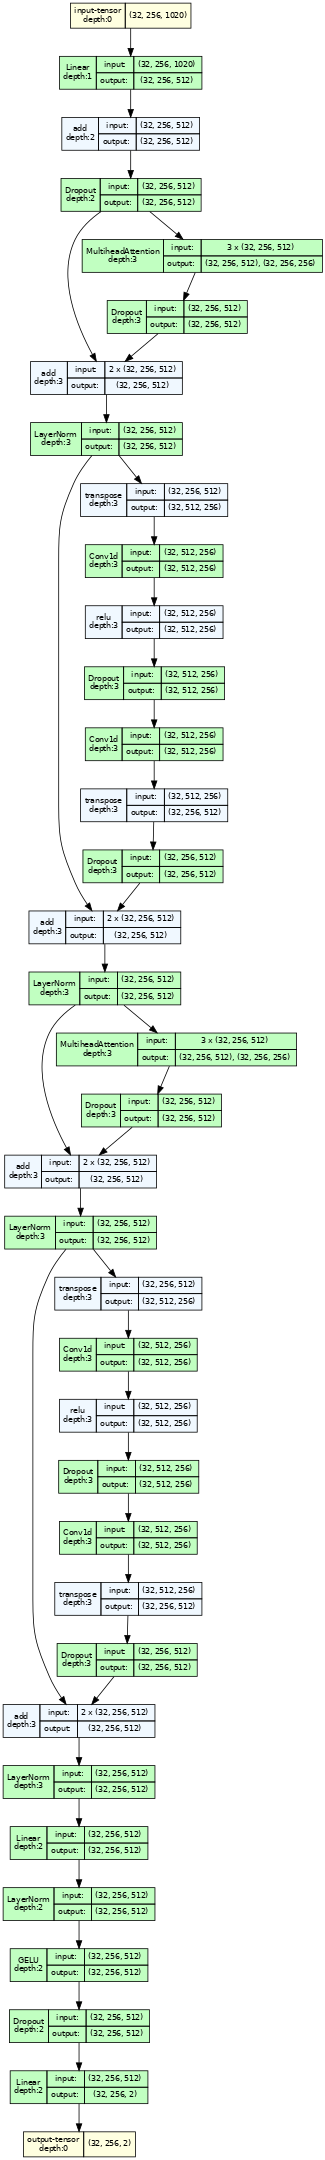 input-tensor
depth:0
(32, 256, 1020)
Linear
depth:1
input:
(32, 256, 1020)
output:
(32, 256, 512)
add
depth:2
input:
(32, 256, 512)
output:
(32, 256, 512)
Dropout
depth:2
input:
(32, 256, 512)
output:
(32, 256, 512)
MultiheadAttention
depth:3
input:
3 x (32, 256, 512)
output:
(32, 256, 512), (32, 256, 256)
Dropout
depth:3
input:
(32, 256, 512)
output:
(32, 256, 512)
add
depth:3
input:
2 x (32, 256, 512)
output:
(32, 256, 512)
LayerNorm
depth:3
input:
(32, 256, 512)
output:
(32, 256, 512)
transpose
depth:3
input:
(32, 256, 512)
output:
(32, 512, 256)
Conv1d
depth:3
input:
(32, 512, 256)
output:
(32, 512, 256)
relu
depth:3
input:
(32, 512, 256)
output:
(32, 512, 256)
Dropout
depth:3
input:
(32, 512, 256)
output:
(32, 512, 256)
Conv1d
depth:3
input:
(32, 512, 256)
output:
(32, 512, 256)
transpose
depth:3
input:
(32, 512, 256)
output:
(32, 256, 512)
Dropout
depth:3
input:
(32, 256, 512)
output:
(32, 256, 512)
add
depth:3
input:
2 x (32, 256, 512)
output:
(32, 256, 512)
LayerNorm
depth:3
input:
(32, 256, 512)
output:
(32, 256, 512)
MultiheadAttention
depth:3
input:
3 x (32, 256, 512)
output:
(32, 256, 512), (32, 256, 256)
Dropout
depth:3
input:
(32, 256, 512)
output:
(32, 256, 512)
add
depth:3
input:
2 x (32, 256, 512)
output:
(32, 256, 512)
LayerNorm
depth:3
input:
(32, 256, 512)
output:
(32, 256, 512)
transpose
depth:3
input:
(32, 256, 512)
output:
(32, 512, 256)
Conv1d
depth:3
input:
(32, 512, 256)
output:
(32, 512, 256)
relu
depth:3
input:
(32, 512, 256)
output:
(32, 512, 256)
Dropout
depth:3
input:
(32, 512, 256)
output:
(32, 512, 256)
Conv1d
depth:3
input:
(32, 512, 256)
output:
(32, 512, 256)
transpose
depth:3
input:
(32, 512, 256)
output:
(32, 256, 512)
Dropout
depth:3
input:
(32, 256, 512)
output:
(32, 256, 512)
add
depth:3
input:
2 x (32, 256, 512)
output:
(32, 256, 512)
LayerNorm
depth:3
input:
(32, 256, 512)
output:
(32, 256, 512)
Linear
depth:2
input:
(32, 256, 512)
output:
(32, 256, 512)
LayerNorm
depth:2
input:
(32, 256, 512)
output:
(32, 256, 512)
GELU
depth:2
input:
(32, 256, 512)
output:
(32, 256, 512)
Dropout
depth:2
input:
(32, 256, 512)
output:
(32, 256, 512)
Linear
depth:2
input:
(32, 256, 512)
output:
(32, 256, 2)
output-tensor
depth:0
(32, 256, 2)